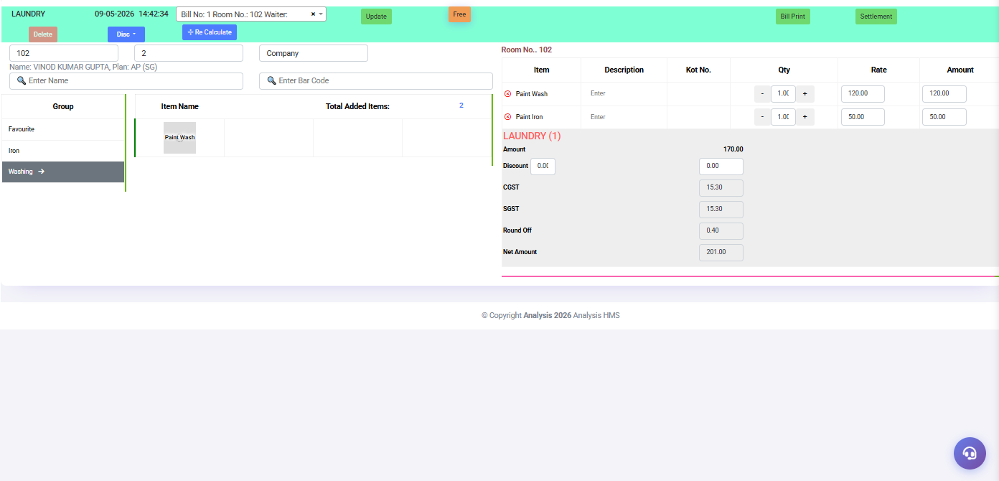 LAUNDRY 09-05-2026 14:42:34 Bill No: 1 Room No.: 102 Waiter: × Update Free Bill Print Settlement
Delete Disc ÷ Re Calculate
102 2 Company
Name: VINOD KUMAR GUPTA, Plan: AP (SG)
Enter Name Enter Bar Code
Group
Favourite
Iron
Washing →
Item Name Total Added Items: 2
Paint Wash
Room No.. 102
Item Description Kot No. Qty Rate Amount
Paint Wash Enter - 1.00 + 120.00 120.00
Paint Iron Enter - 1.00 + 50.00 50.00
LAUNDRY (1)
Amount 170.00
Discount 0.00 0.00
CGST 15.30
SGST 15.30
Round Off 0.40
Net Amount 201.00
© Copyright Analysis 2026 Analysis HMS